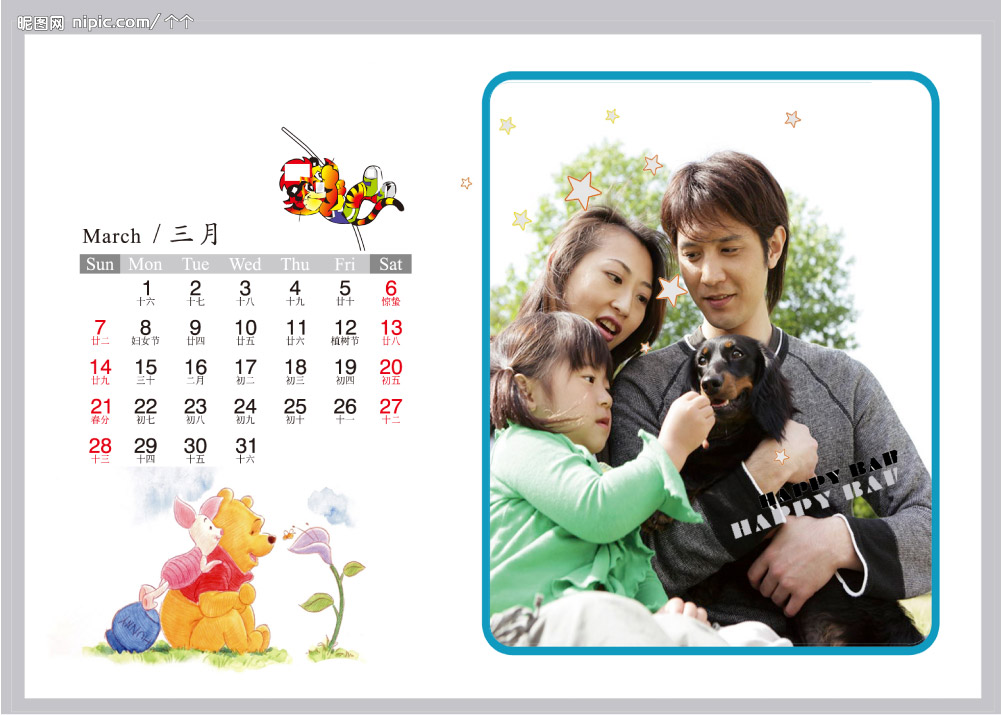 昵图网 nipic.com/个个
March / 三月
Sun Mon Tue Wed Thu Fri Sat
1 2 3 4 5 6
十六 十七 十八 十九 廿十 惊蛰
7 8 9 10 11 12 13
廿二 妇女节 廿四 廿五 廿六 植树节 廿八
14 15 16 17 18 19 20
廿九 三十 二月 初二 初三 初四 初五
21 22 23 24 25 26 27
春分 初七 初八 初九 初十 十一 十二
28 29 30 31
十三 十四 十五 十六
HAPPY
HAPPY